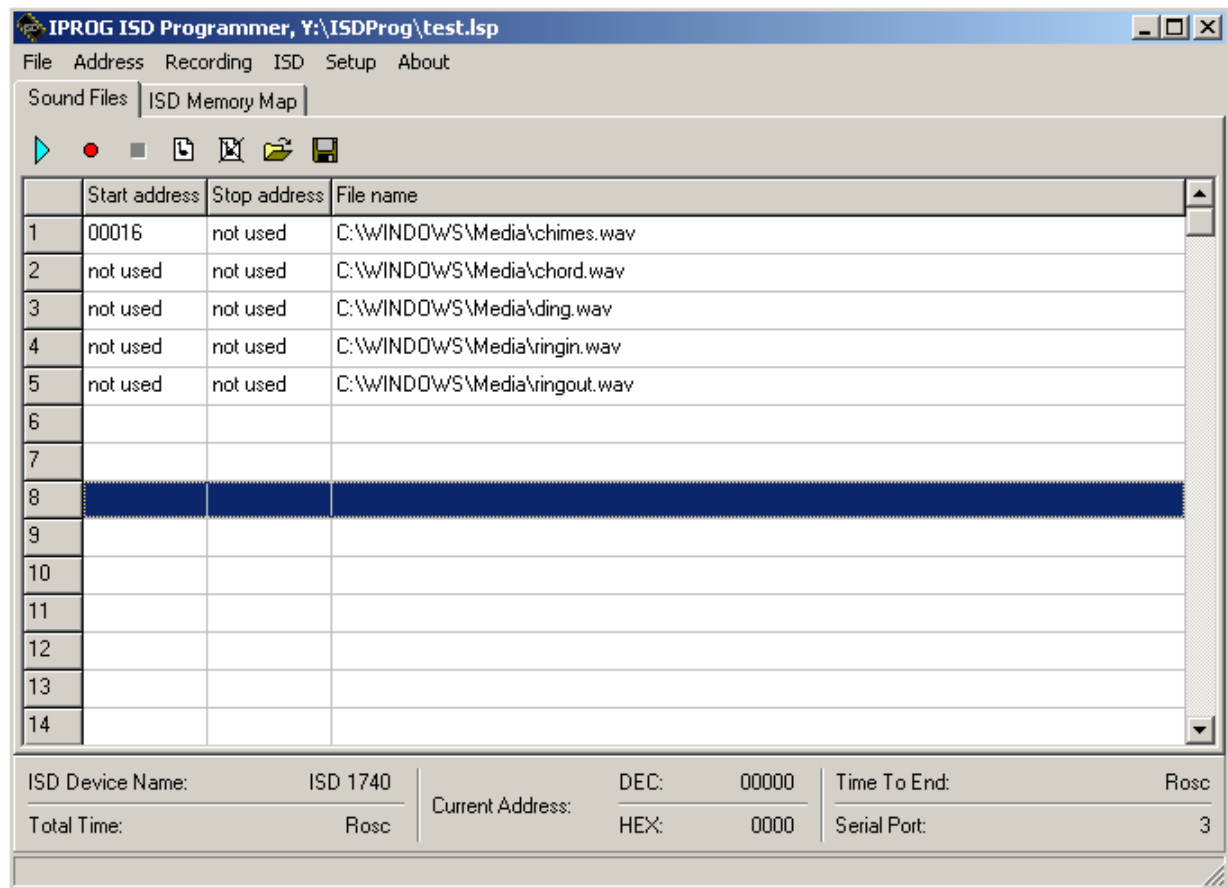 IPROG ISD Programmer, Y:\ISDProg\test.lsp
File Address Recording ISD Setup About
Sound Files ISD Memory Map
Start address Stop address File name
1 00016 not used C:\WINDOWS\Media\chimes.wav
2 not used not used C:\WINDOWS\Media\chord.wav
3 not used not used C:\WINDOWS\Media\ding.wav
4 not used not used C:\WINDOWS\Media\ringin.wav
5 not used not used C:\WINDOWS\Media\ringout.wav
6
7
8
9
10
11
12
13
14
ISD Device Name: ISD 1740 Current Address: DEC: 00000 Time To End: Rosc
Total Time: Rosc HEX: 0000 Serial Port: 3